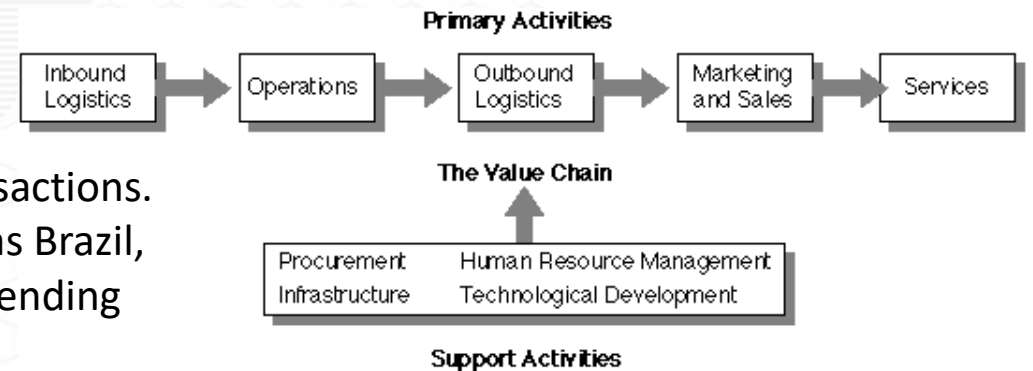 Primary Activities
Inbound Logistics
Operations
Outbound Logistics
Marketing and Sales
Services
sactions.
as Brazil,
ending
The Value Chain
Procurement Human Resource Management
Infrastructure Technological Development
Support Activities